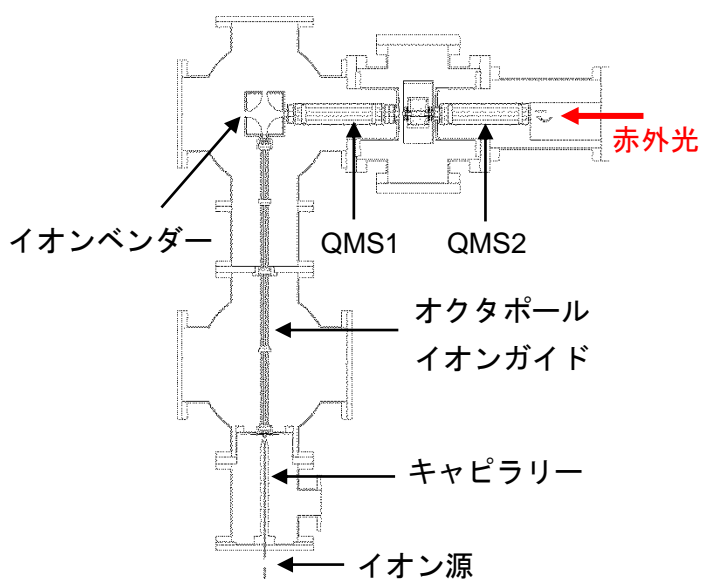 赤外光
イオンベンダー
QMS1
QMS2
オクタポール
イオンガイド
キャピラリー
イオン源